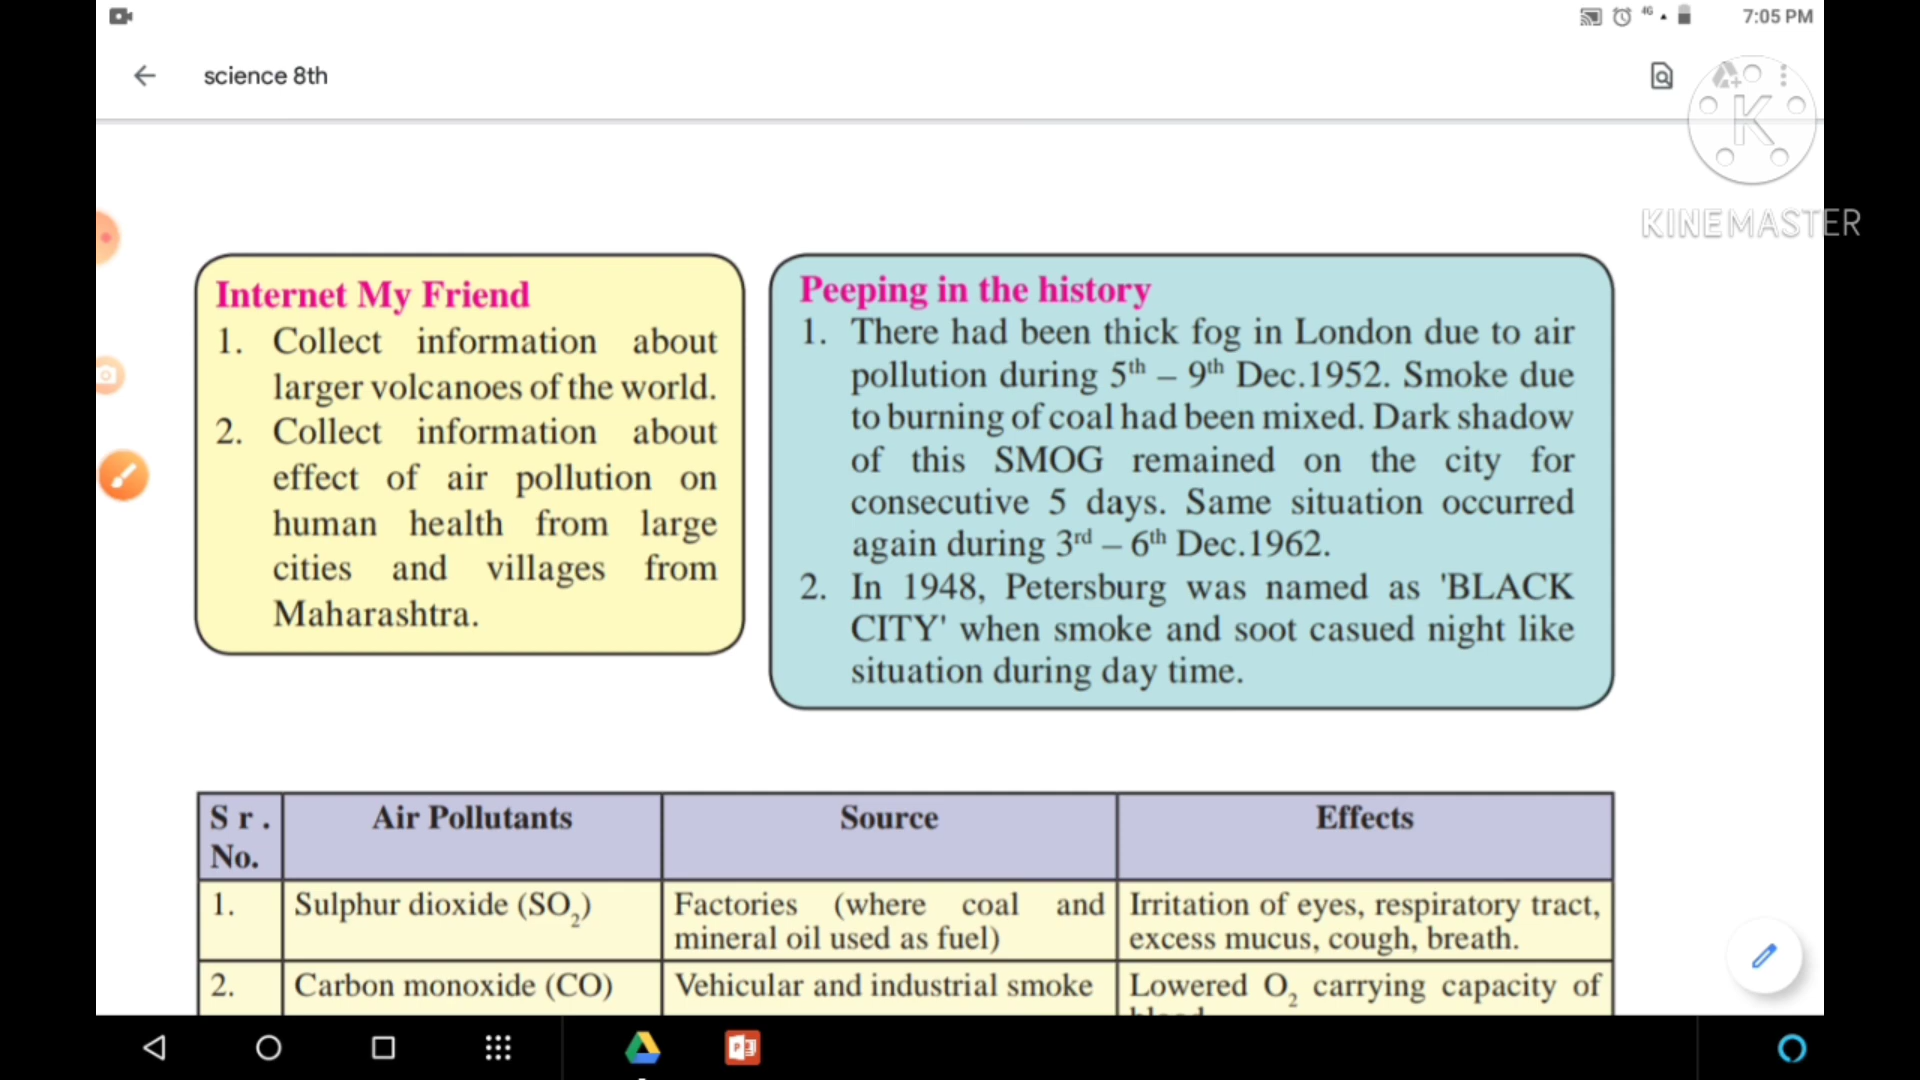 4G
7:05 PM
science 8th
K
KINEMASTER
Internet My Friend
1. Collect information about
larger volcanoes of the world.
2. Collect information about
effect of air pollution on
human health from large
cities and villages from
Maharashtra.
Peeping in the history
1. There had been thick fog in London due to air
pollution during 5th – 9th Dec.1952. Smoke due
to burning of coal had been mixed. Dark shadow
of this SMOG remained on the city for
consecutive 5 days. Same situation occurred
again during 3rd – 6th Dec.1962.
2. In 1948, Petersburg was named as 'BLACK
CITY' when smoke and soot casued night like
situation during day time.
Sr. No. Air Pollutants Source Effects
1. Sulphur dioxide (SO₂) Factories (where coal and Irritation of eyes, respiratory tract,
mineral oil used as fuel) excess mucus, cough, breath.
2. Carbon monoxide (CO) Vehicular and industrial smoke Lowered O₂ carrying capacity of